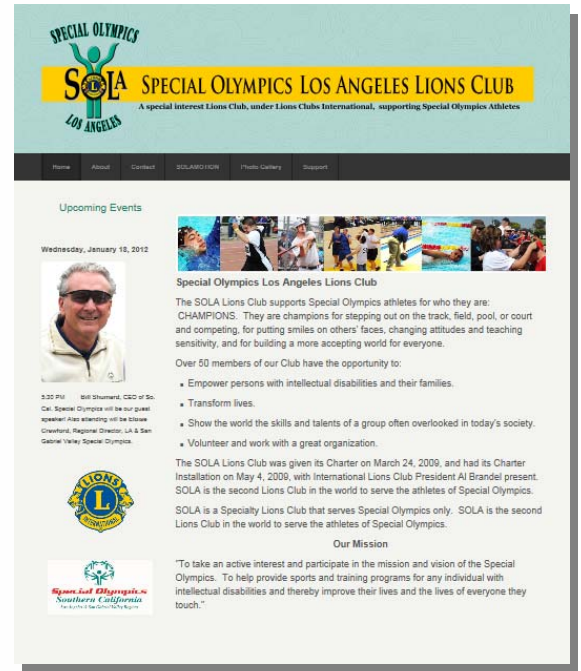 SPECIAL OLYMPICS
SOLA
LOS ANGELES
SPECIAL OLYMPICS LOS ANGELES LIONS CLUB
A special interest Lions Club, under Lions Clubs International, supporting Special Olympics Athletes
Home About Contact SOLAMOTION Photo Gallery Support
Upcoming Events
Wednesday, January 18, 2012
5:30 PM Bill Shumard, CEO of So.
Cal. Special Olympics will be our guest
speaker! Also attending will be
Crawford, Regional Director, LA & San
Gabriel Valley Special Olympics.
LIONS
L
INTERNATIONAL
Special Olympics
Southern California
Special Olympics Los Angeles Lions Club
The SOLA Lions Club supports Special Olympics athletes for who they are:
CHAMPIONS. They are champions for stepping out on the track, field, pool, or court
and competing, for putting smiles on others' faces, changing attitudes and teaching
sensitivity, and for building a more accepting world for everyone.
Over 50 members of our Club have the opportunity to:
Empower persons with intellectual disabilities and their families.
Transform lives.
Show the world the skills and talents of a group often overlooked in today's society.
Volunteer and work with a great organization.
The SOLA Lions Club was given its Charter on March 24, 2009, and had its Charter
Installation on May 4, 2009, with International Lions Club President Al Brandel present.
SOLA is the second Lions Club in the world to serve the athletes of Special Olympics.
SOLA is a Specialty Lions Club that serves Special Olympics only. SOLA is the second
Lions Club in the world to serve the athletes of Special Olympics.
Our Mission
"To take an active interest and participate in the mission and vision of the Special
Olympics. To help provide sports and training programs for any individual with
intellectual disabilities and thereby improve their lives and the lives of everyone they
touch."